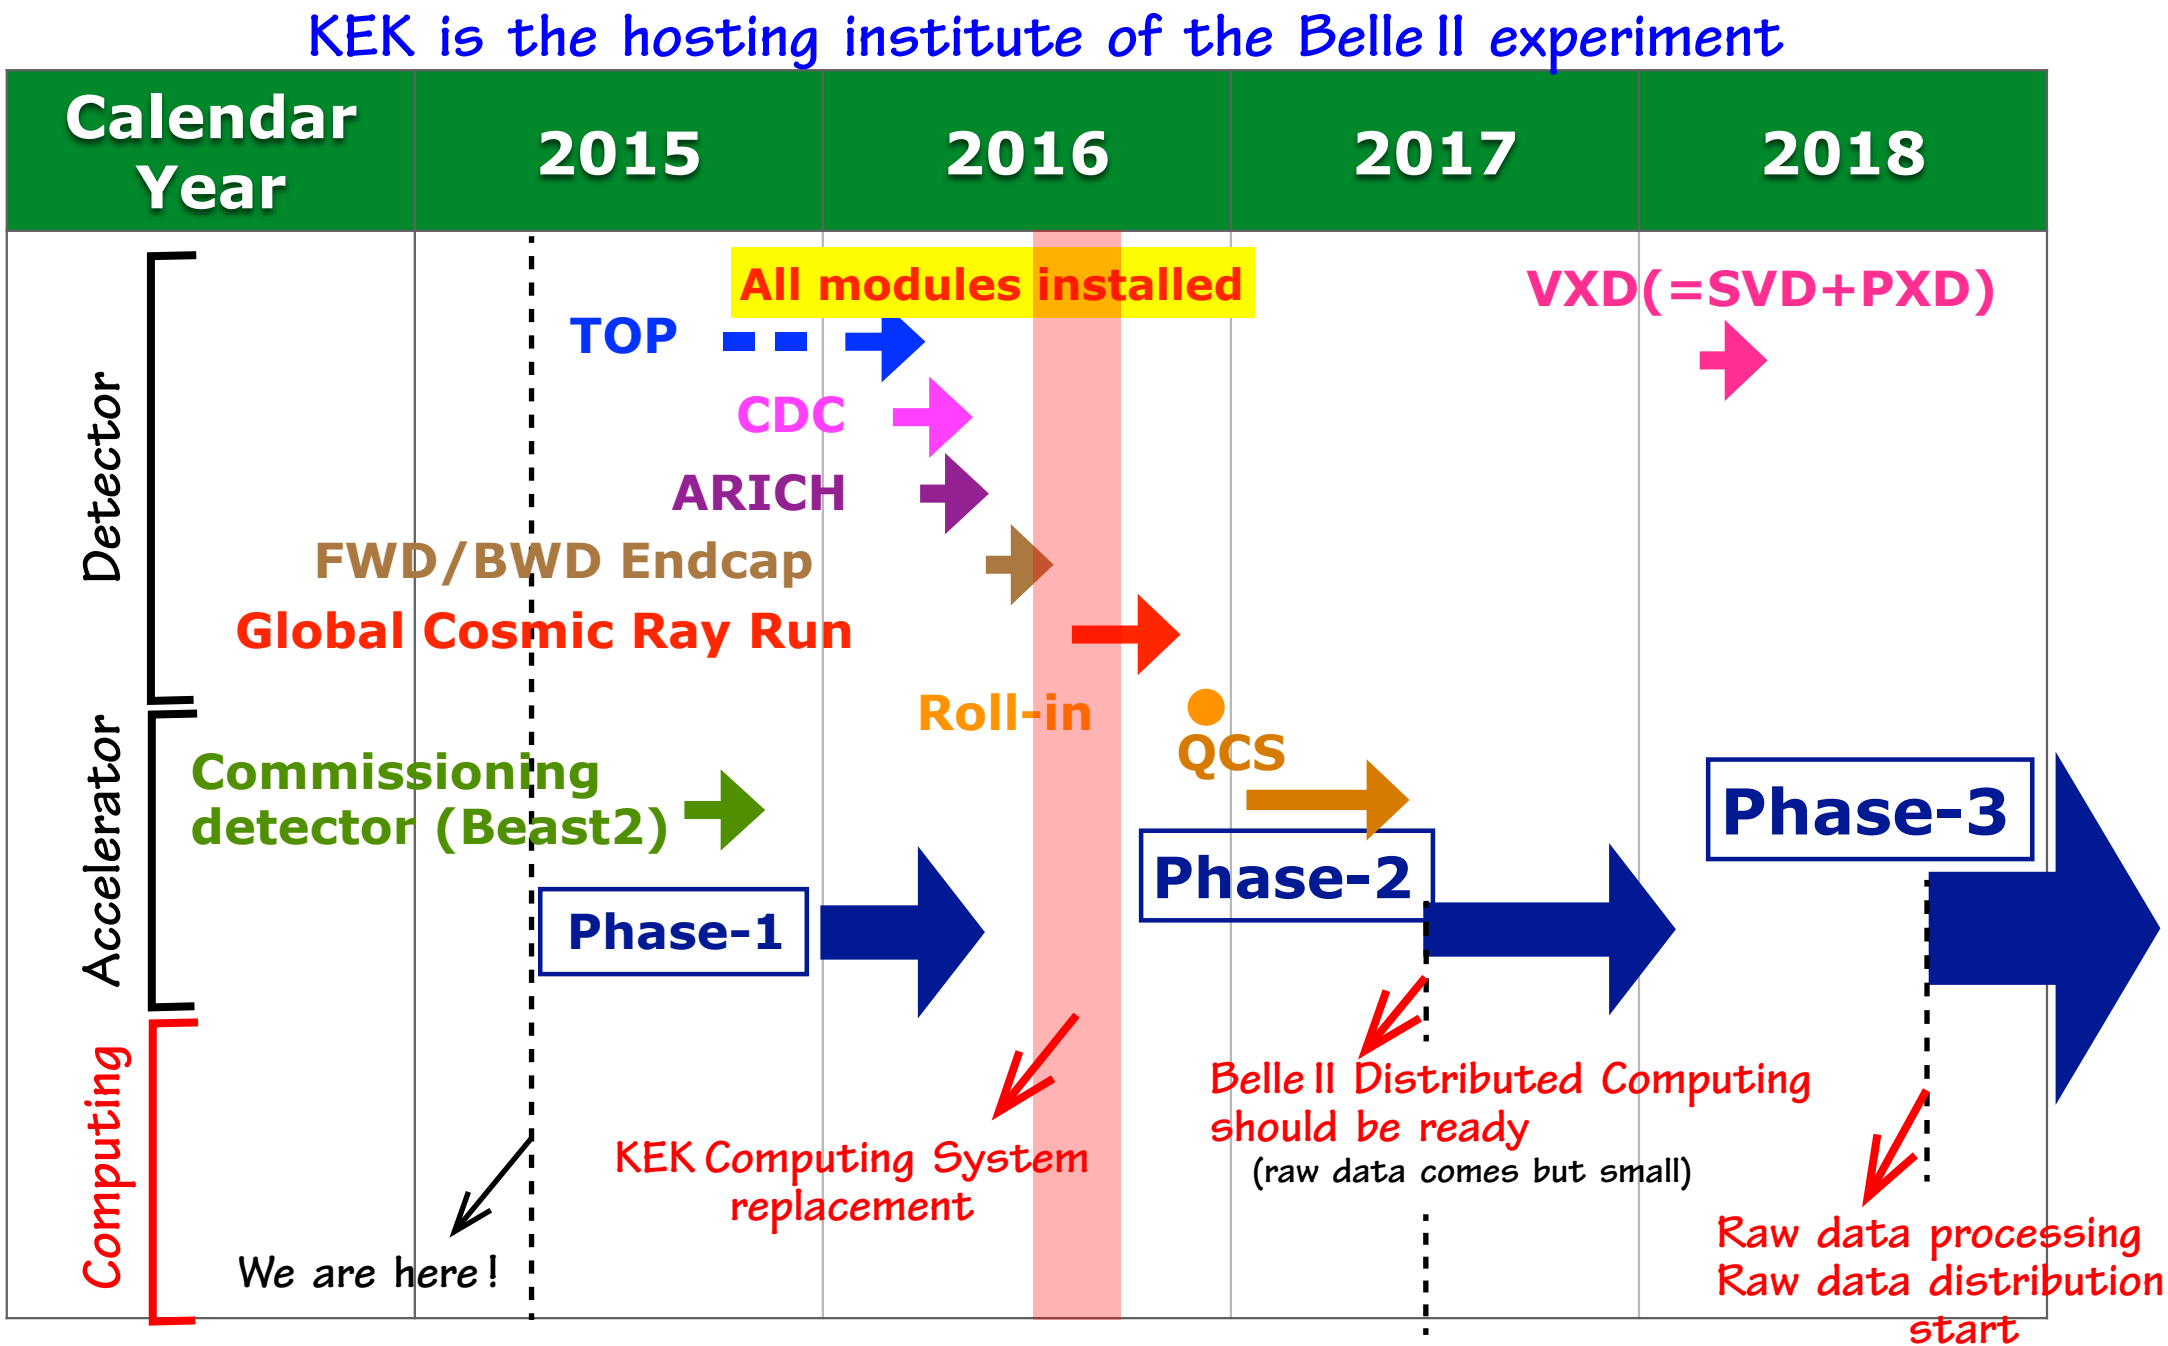 KEK is the hosting institute of the Belle II experiment
Calendar
Year
2015
2016
2017
2018
Detector
All modules installed
VXD(=SVD+PXD)
TOP
CDC
ARICH
FWD/BWD Endcap
Global Cosmic Ray Run
Roll-in
QCS
Accelerator
Commissioning
detector (Beast2)
Phase-1
Phase-2
Phase-3
Computing
We are here!
KEK Computing System
replacement
Belle II Distributed Computing
should be ready
(raw data comes but small)
Raw data processing
Raw data distribution
start